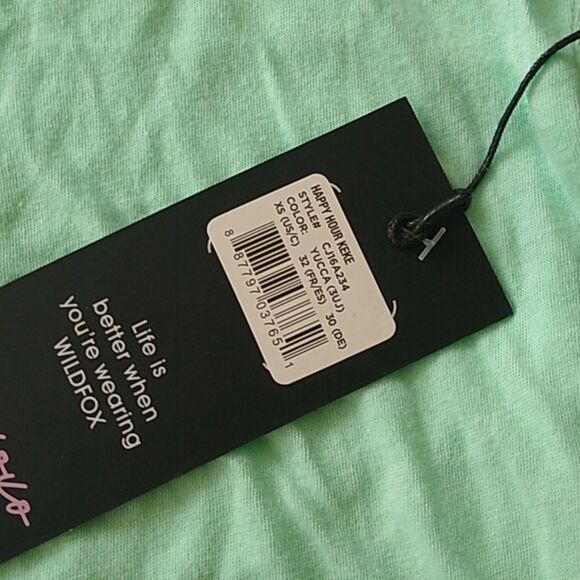 HAPPY HOUR KEKE
STYLE# CJ16A234
COLOR: YUCCA (3UJ)
XS (US/C) 32 (FR/ES) 30 (DE)
8 87797 03765 1
Life is
better when
you're wearing
WILDFOX